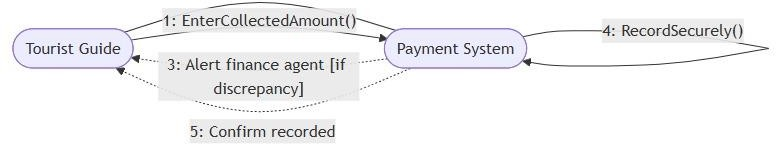 1: EnterCollectedAmount()
Tourist Guide
Payment System
4: RecordSecurely()
3: Alert finance agent [if
discrepancy]
5: Confirm recorded